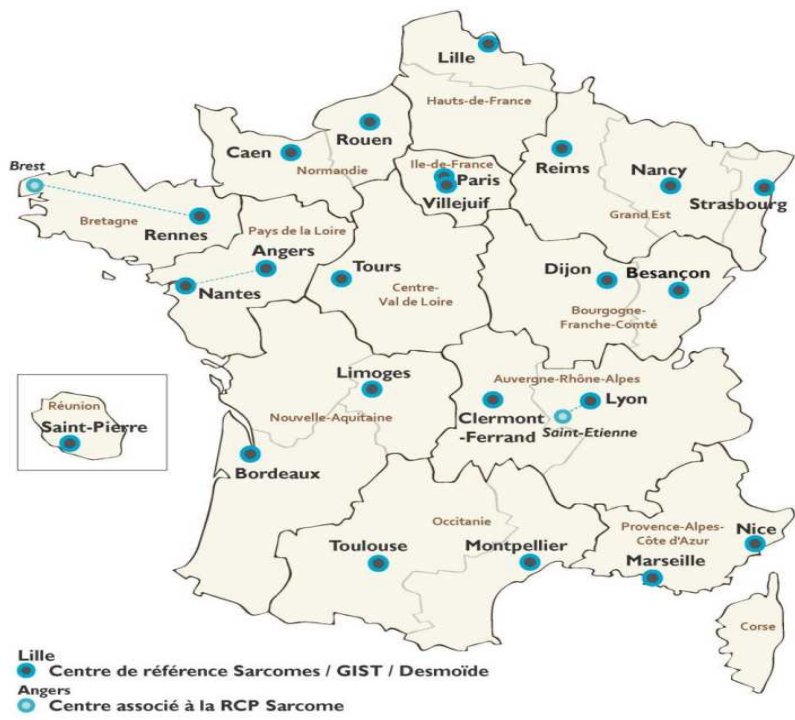 Lille
Hauts-de-France
Rouen
Caen
Normandie
Ile-de-France
Paris
Villejuif
Reims
Nancy
Strasbourg
Grand Est
Brest
Bretagne
Rennes
Pays de la Loire
Angers
Nantes
Tours
Centre-
Val de Loire
Dijon
Besançon
Bourgogne-
Franche-Comté
Limoges
Nouvelle-Aquitaine
Bordeaux
Auvergne-Rhône-Alpes
Clermont
-Ferrand
Lyon
Saint-Etienne
Réunion
Saint-Pierre
Occitanie
Toulouse
Montpellier
Provence-Alpes-
Côte d'Azur
Nice
Marseille
Corse
Lille
Centre de référence Sarcomes / GIST / Desmoïde
Angers
Centre associé à la RCP Sarcome